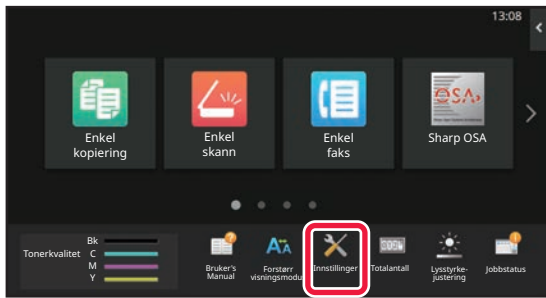 13:08
OSA
Enkel
kopiering
Enkel
skann
Enkel
faks
Sharp OSA
Tonerkvalitet
Bk
C
M
Y
Bruker's
Manual
Forstørr
visningsmodus
Innstillinger
Totalantall
Lysstyrke-
justering
Jobbstatus